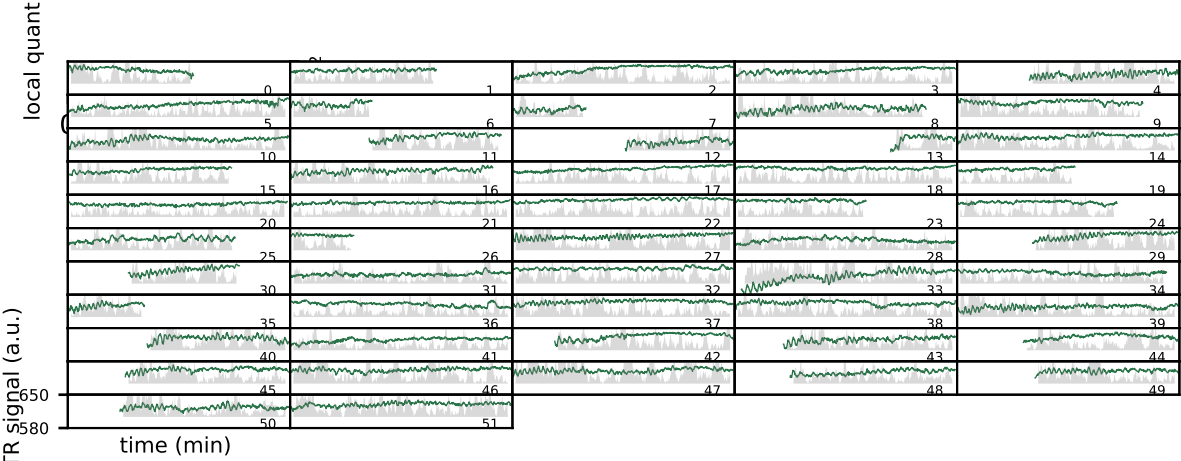 local quant
0 1 2 3 4
5 6 7 8 9
10 11 12 13 14
15 16 17 18 19
20 21 22 23 24
25 26 27 28 29
30 31 32 33 34
35 36 37 38 39
40 41 42 43 44
45 46 47 48 49
650
50 51
580
TR signal (a.u.)
time (min)